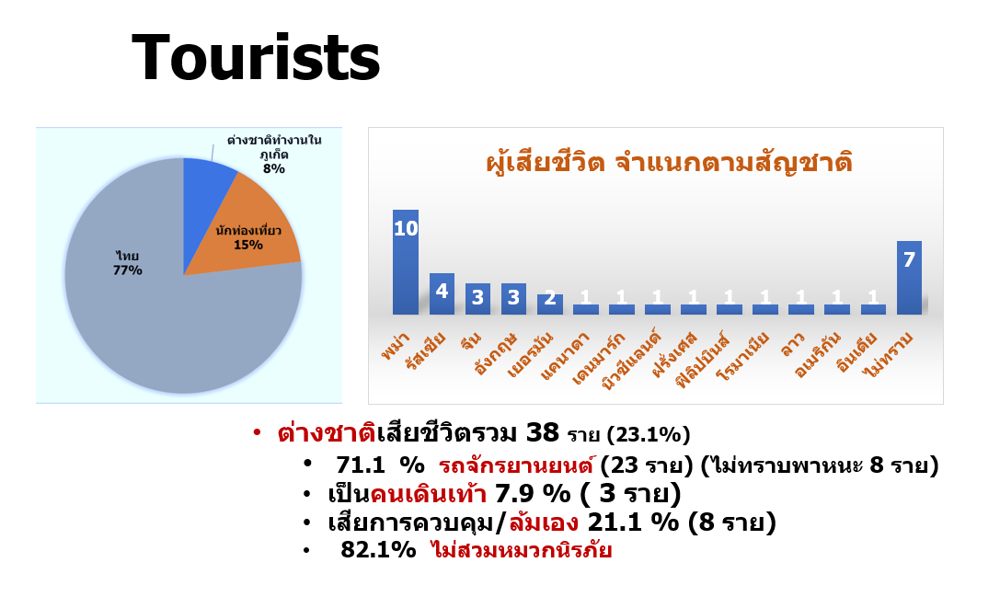 Tourists
ต่างชาติทำงานใน
ภูเก็ต
8%
นักท่องเที่ยว
15%
ไทย
77%
ผู้เสียชีวิต จำแนกตามสัญชาติ
10
4
3
3
2
1
1
1
1
1
1
1
1
1
7
พม่า
รัสเซีย
จีน
อังกฤษ
เยอรมัน
แคนาดา
เดนมาร์ก
นิวซีแลนด์
ฝรั่งเศส
ฟิลิปปินส์
โรมาเนีย
ลาว
อเมริกัน
อินเดีย
ไม่ทราบ
• ต่างชาติเสียชีวิตรวม 38 ราย (23.1%)
• 71.1 % รถจักรยานยนต์ (23 ราย) (ไม่ทราบพาหนะ 8 ราย)
• เป็นคนเดินเท้า 7.9 % ( 3 ราย)
• เสียการควบคุม/ล้มเอง 21.1 % (8 ราย)
• 82.1% ไม่สวมหมวกนิรภัย